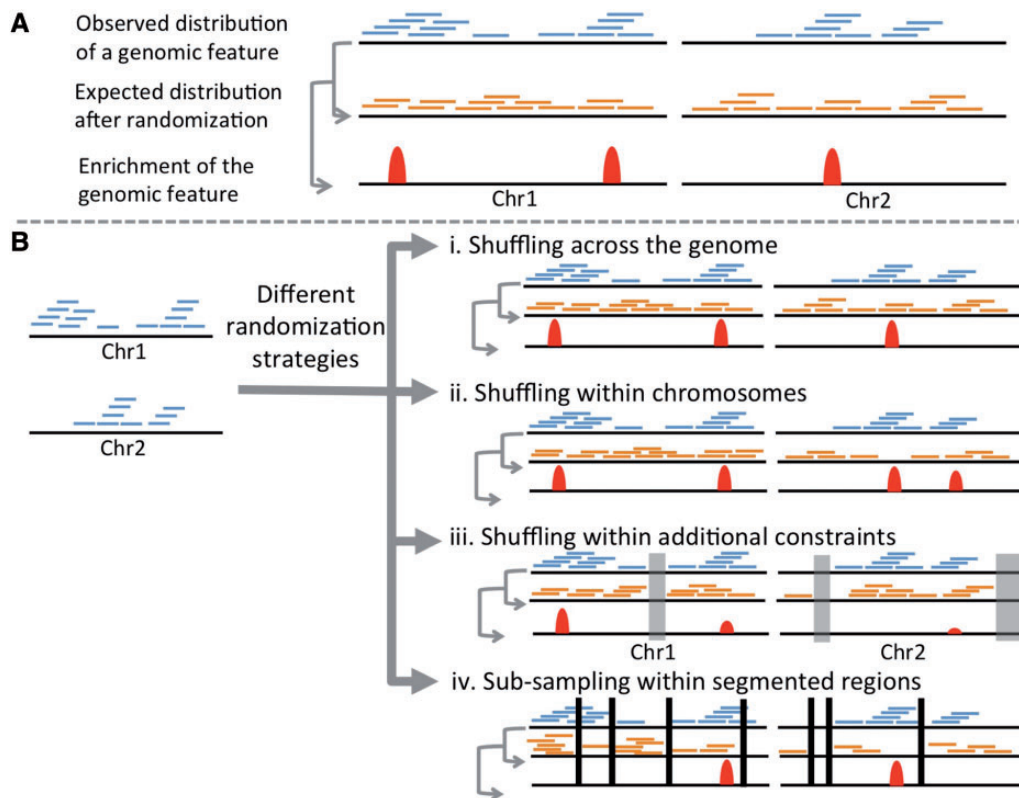 A
Observed distribution
of a genomic feature
Expected distribution
after randomization
Enrichment of the
genomic feature
Chr1
Chr2
B
Chr1
Chr2
Different
randomization
strategies
i. Shuffling across the genome
ii. Shuffling within chromosomes
iii. Shuffling within additional constraints
Chr1
Chr2
iv. Sub-sampling within segmented regions